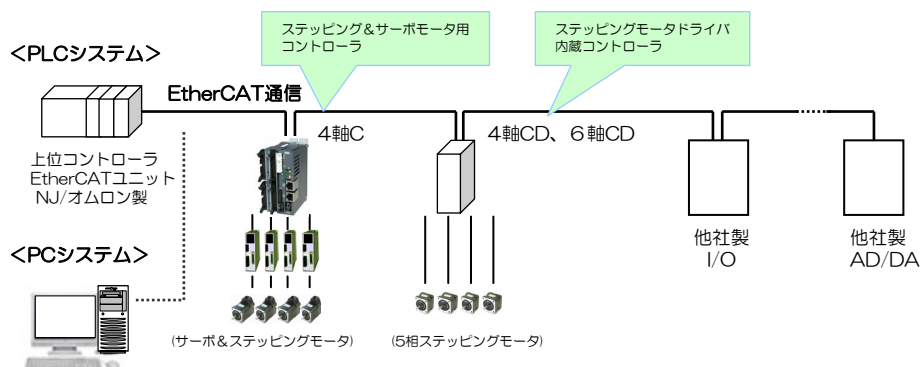 ステッピング&サーボモータ用
コントローラ
ステッピングモータドライバ
内蔵コントローラ
<PLCシステム>
EtherCAT通信
4軸C
4軸CD、6軸CD
上位コントローラ
EtherCATユニット
NJ/オムロン製
他社製
I/O
他社製
AD/DA
<PCシステム>
(サーボ&ステッピングモータ)
(5相ステッピングモータ)